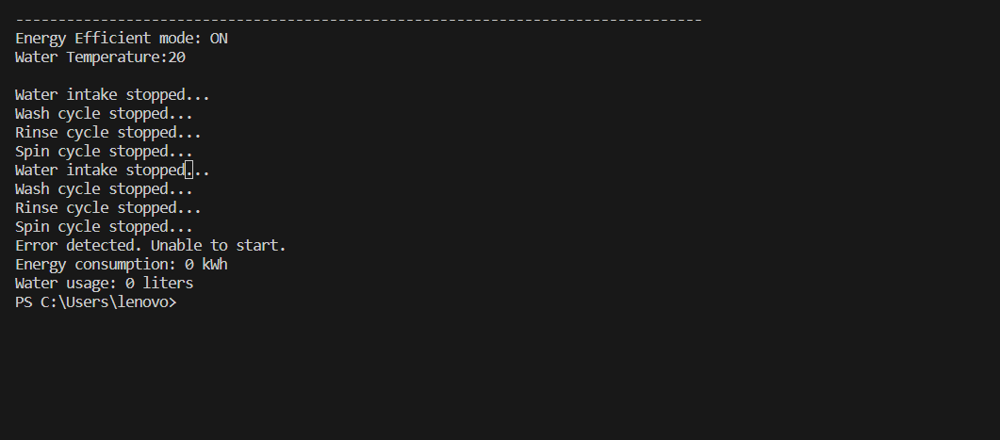 ---------------------------------------------------------------------------------
Energy Efficient mode: ON
Water Temperature:20
Water intake stopped...
Wash cycle stopped...
Rinse cycle stopped...
Spin cycle stopped...
Water intake stopped...
Wash cycle stopped...
Rinse cycle stopped...
Spin cycle stopped...
Error detected. Unable to start.
Energy consumption: 0 kWh
Water usage: 0 liters
PS C:\Users\lenovo>